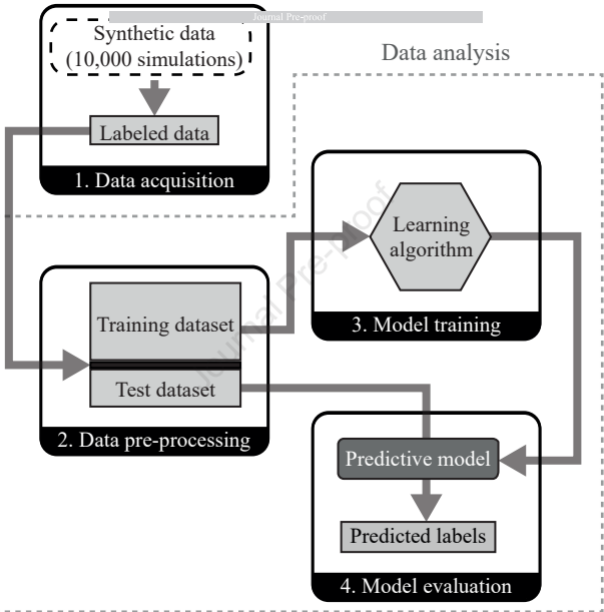 Journal Pre-proof
Synthetic data
(10,000 simulations)
Labeled data
1. Data acquisition
Data analysis
Training dataset
Test dataset
2. Data pre-processing
Learning
algorithm
3. Model training
Predictive model
Predicted labels
4. Model evaluation
Journal Pre-proof